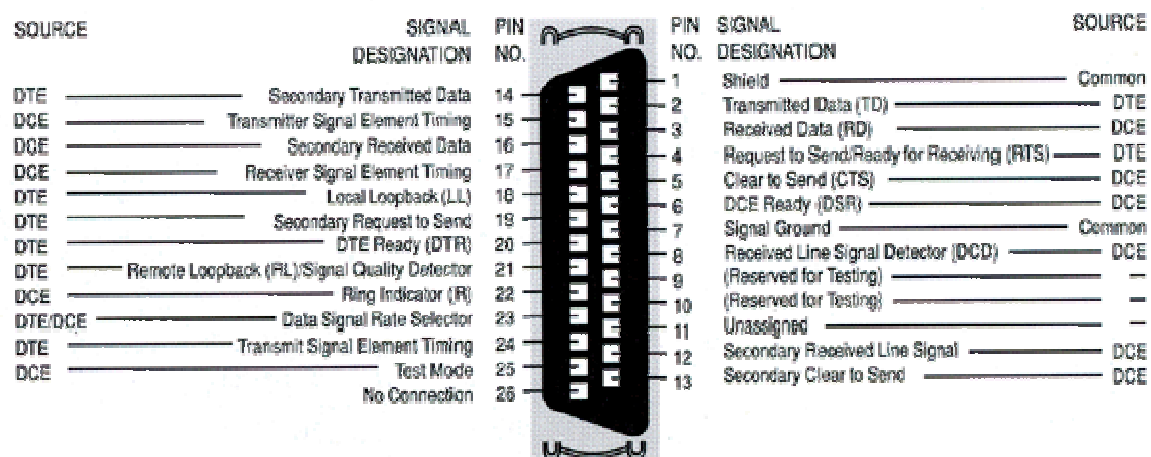 SOURCE SIGNAL DESIGNATION PIN NO.
DTE Secondary Transmitted Data 14
DCE Transmitter Signal Element Timing 15
DCE Secondary Received Data 16
DCE Receiver Signal Element Timing 17
DTE Local Loopback (LL) 18
DTE Secondary Request to Send 19
DTE DTE Ready (DTR) 20
DTE Remote Loopback (RL)/Signal Quality Detector 21
DCE Ring Indicator (R) 22
DTE/DCE Data Signal Rate Selector 23
DTE Transmit Signal Element Timing 24
DCE Test Mode 25
No Connection 26
PIN NO. SIGNAL DESIGNATION SOURCE
1 Shield Common
2 Transmitted Data (TD) DTE
3 Received Data (RD) DCE
4 Request to Send/Ready for Receiving (RTS) DTE
5 Clear to Send (CTS) DCE
6 DCE Ready (DSR) DCE
7 Signal Ground Common
8 Received Line Signal Detector (DCD) DCE
9 (Reserved for Testing) —
10 (Reserved for Testing) —
11 Unassigned —
12 Secondary Received Line Signal DCE
13 Secondary Clear to Send DCE